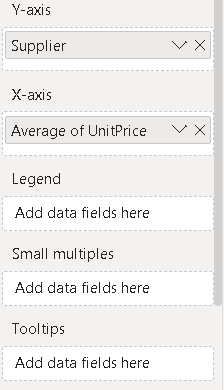 Y-axis
Supplier
X-axis
Average of UnitPrice
Legend
Add data fields here
Small multiples
Add data fields here
Tooltips
Add data fields here